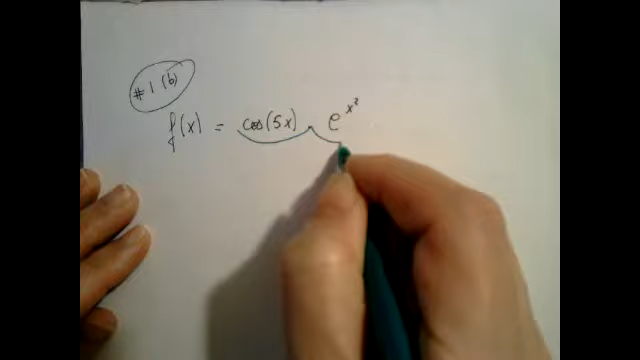 #1(b)
f(x) = cos(5x) · e^{x²}